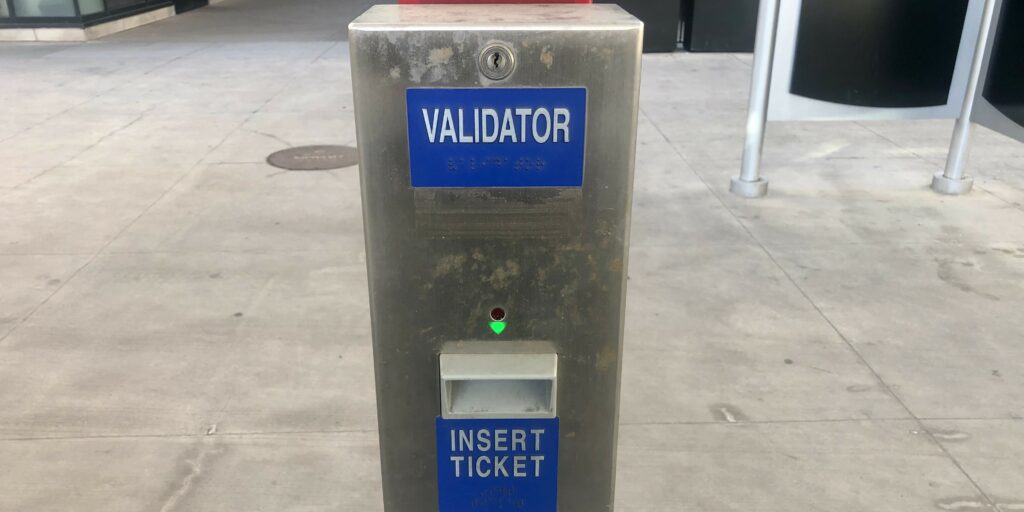 VALIDATOR
INSERT
TICKET